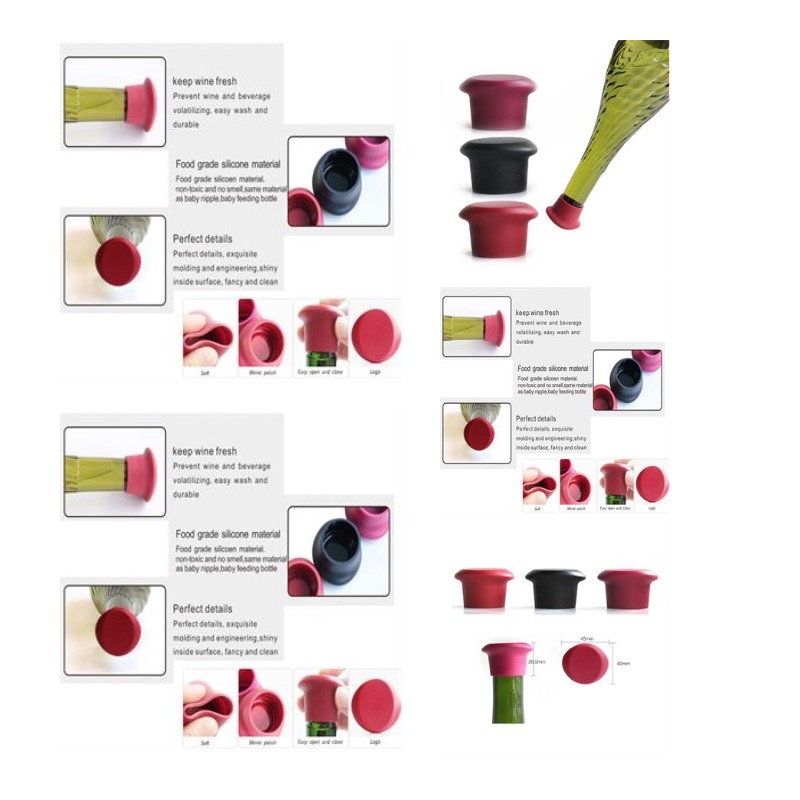 keep wine fresh
Prevent wine and beverage
volatilizing, easy wash and
durable
Food grade silicone material
Food grade silicoen material.
non-toxic and no smell,same material
as baby nipple,baby feeding bottle
Perfect details
Perfect details, exquisite
molding and engineering,shiny
inside surface, fancy and clean
Soft
Mirror polish
Easy open and close
Logo
keep wine fresh
Prevent wine and beverage
volatilizing, easy wash and
durable
Food grade silicone material
Food grade silicoen material.
non-toxic and no smell,same material
as baby nipple,baby feeding bottle
Perfect details
Perfect details, exquisite
molding and engineering,shiny
inside surface, fancy and clean
Soft
Mirror polish
Easy open and close
Logo
keep wine fresh
Prevent wine and beverage
volatilizing, easy wash and
durable
Food grade silicone material
Food grade silicoen material.
non-toxic and no smell,same material
as baby nipple,baby feeding bottle
Perfect details
Perfect details, exquisite
molding and engineering,shiny
inside surface, fancy and clean
Soft
Mirror polish
Easy open and close
Logo